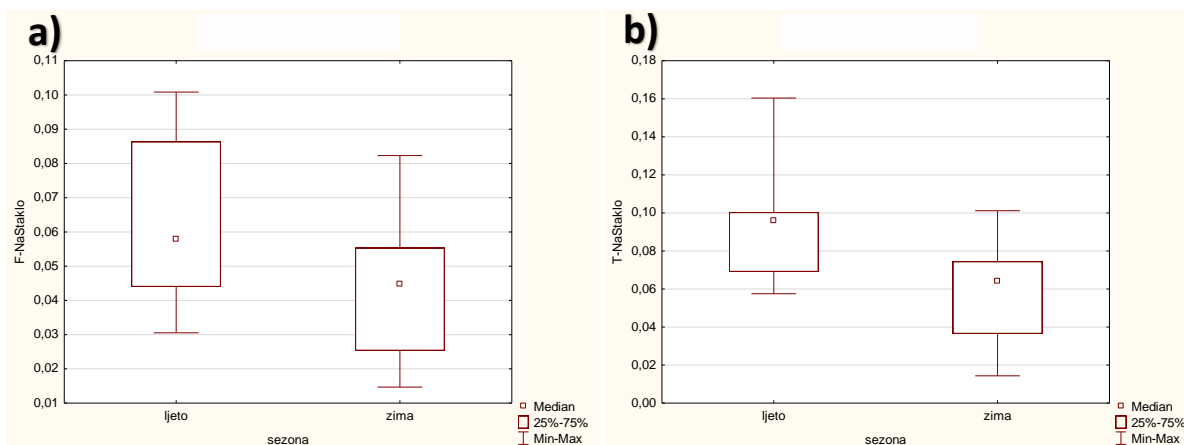 a)
0,11
0,10
0,09
0,08
0,07
0,06
0,05
0,04
0,03
0,02
0,01
F-NaStaklo
ljeto
zima
sezona
Median
25%-75%
Min-Max
b)
0,18
0,16
0,14
0,12
0,10
0,08
0,06
0,04
0,02
0,00
T-NaStaklo
ljeto
zima
sezona
Median
25%-75%
Min-Max